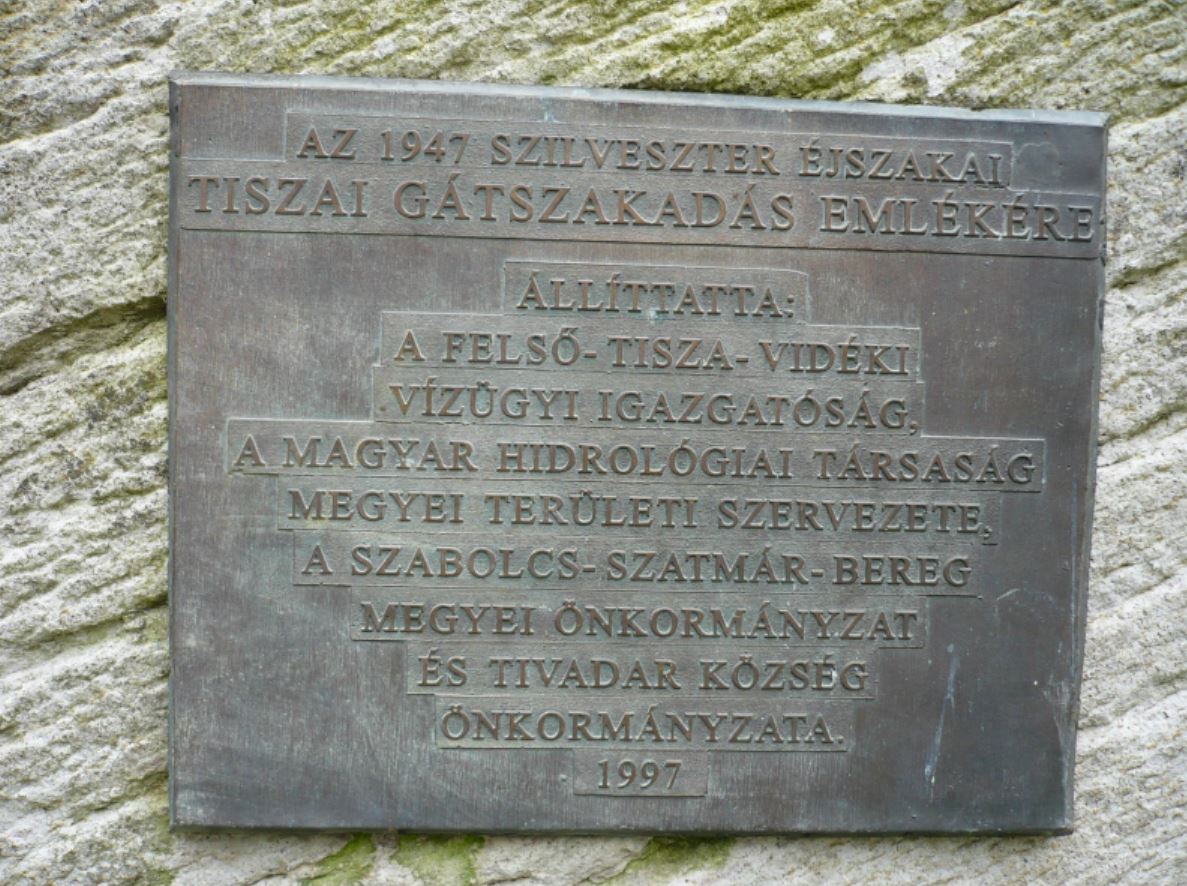 AZ 1947 SZILVESZTER ÉJSZAKAI
TISZAI GÁTSZAKADÁS EMLÉKÉRE
ÁLLÍTTATTA:
A FELSŐ-TISZA-VIDÉKI
VÍZÜGYI IGAZGATÓSÁG,
A MAGYAR HIDROLÓGIAI TÁRSASÁG
MEGYEI TERÜLETI SZERVEZETE,
A SZABOLCS-SZATMÁR-BEREG
MEGYEI ÖNKORMÁNYZAT
ÉS TIVADAR KÖZSÉG
ÖNKORMÁNYZATA.
1997